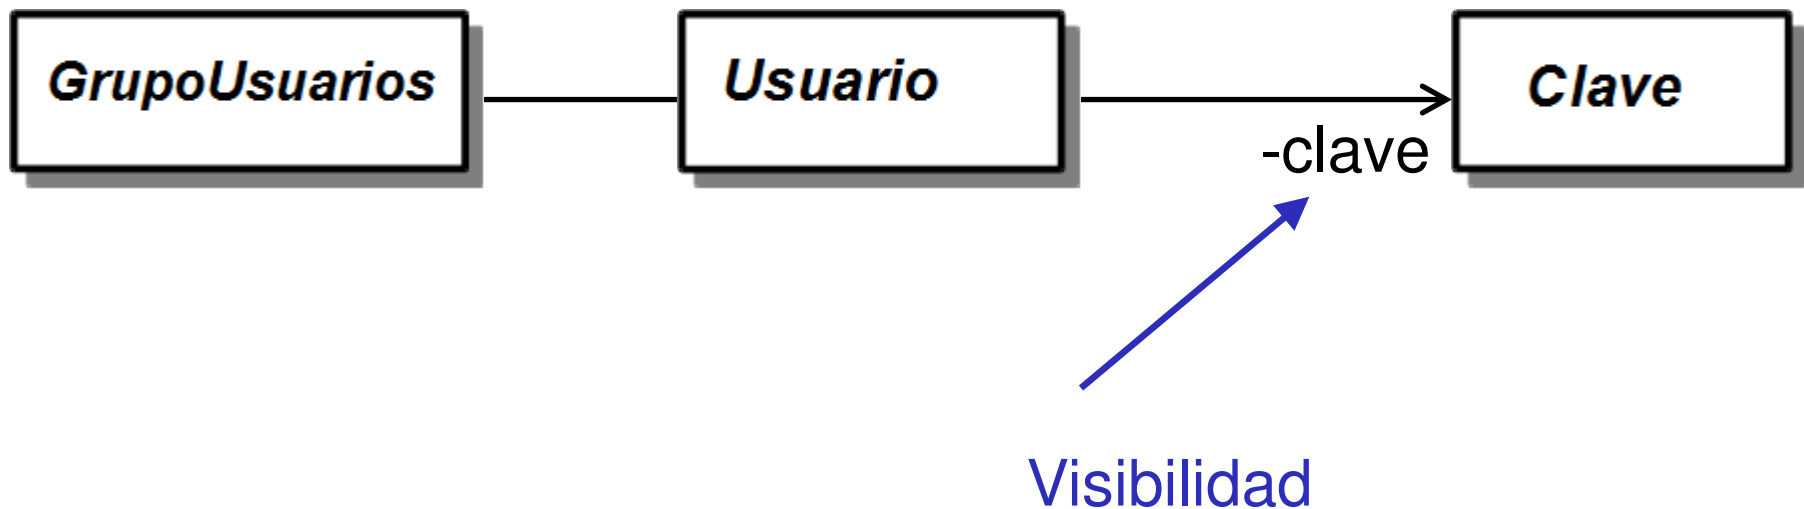 GrupoUsuarios
Usuario
Clave
-clave
Visibilidad